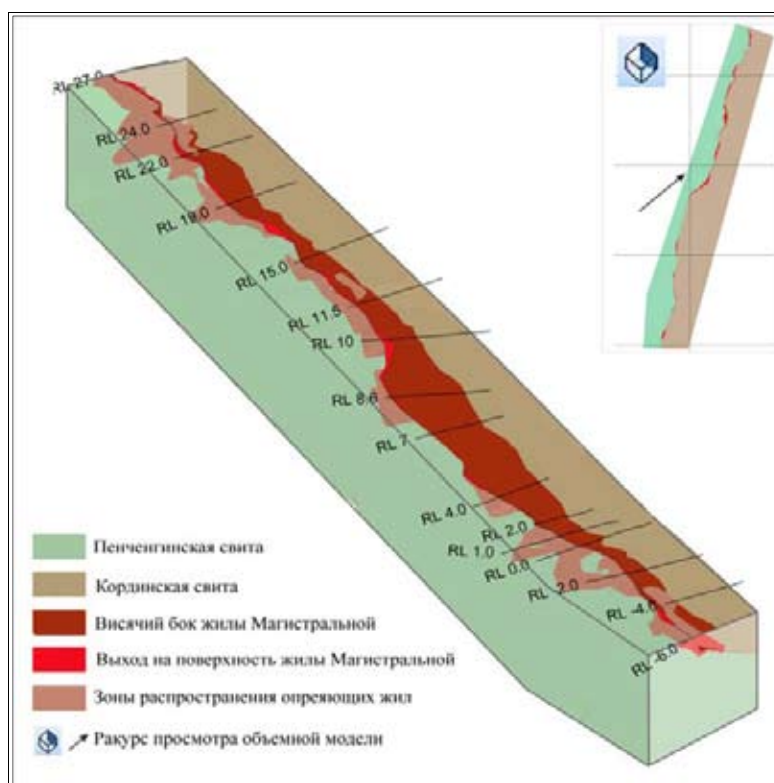 RL 27.0
RL 24.0
RL 22.0
RL 19.0
RL 15.0
RL 11.5
RL 10
RL 8.6
RL 7
RL 4.0
RL 2.0
RL 1.0
RL 0.0
RL -2.0
RL -4.0
RL -6.0
Пенченгинская свита
Кординская свита
Висячий бок жилы Магистральной
Выход на поверхность жилы Магистральной
Зоны распространения опреяющих жил
Ракурс просмотра объемной модели